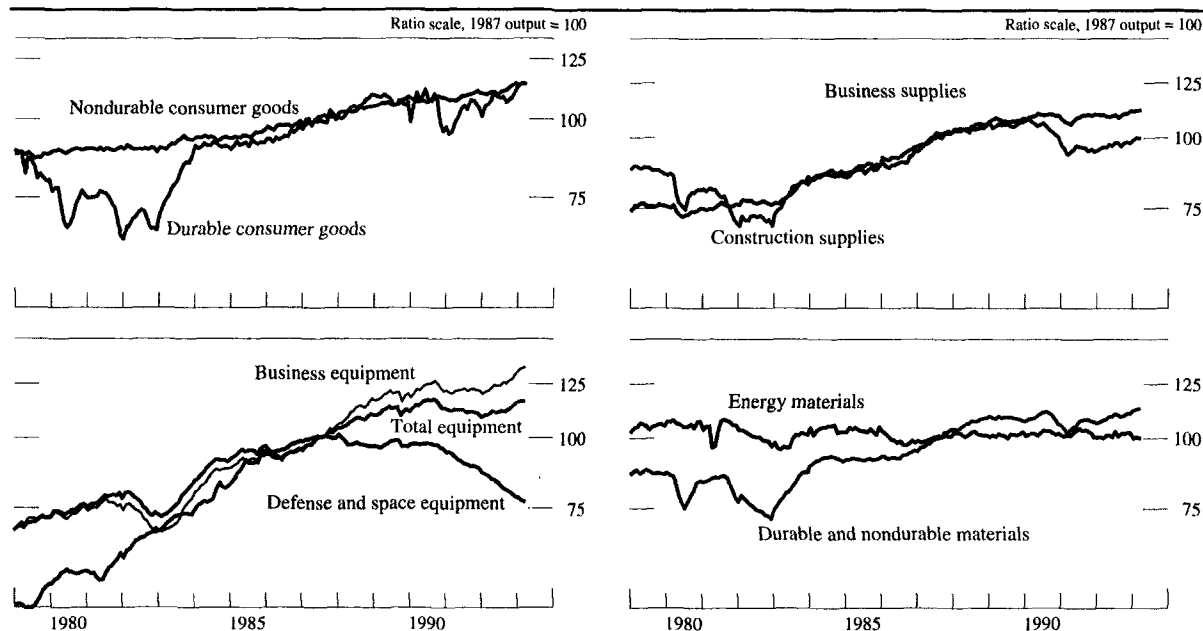 Ratio scale, 1987 output = 100
125
Nondurable consumer goods
100
75
Durable consumer goods
Ratio scale, 1987 output = 100
125
Business supplies
100
75
Construction supplies
Business equipment
125
Total equipment
100
Defense and space equipment
75
1980 1985 1990
125
Energy materials
100
75
Durable and nondurable materials
1980 1985 1990